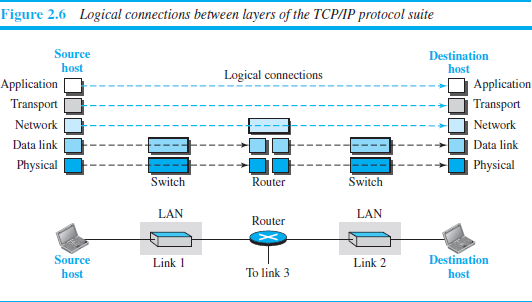 Figure 2.6 Logical connections between layers of the TCP/IP protocol suite
Source
host
Destination
host
Logical connections
Application
Application
Transport
Transport
Network
Network
Data link
Data link
Physical
Physical
Switch
Router
Switch
LAN
Router
LAN
Source
host
Link 1
To link 3
Link 2
Destination
host